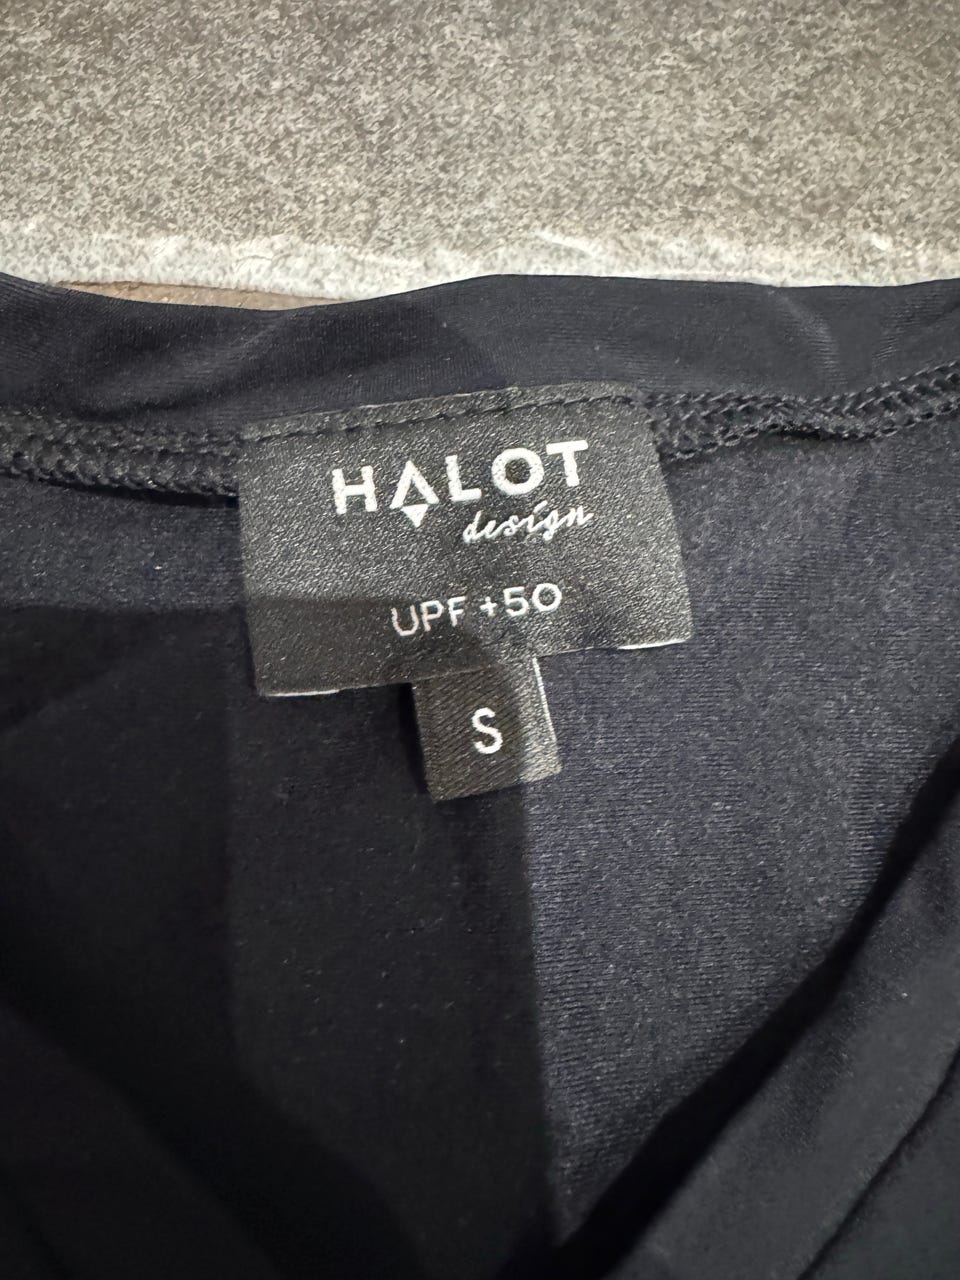 HALOT
design
UPF +50
S